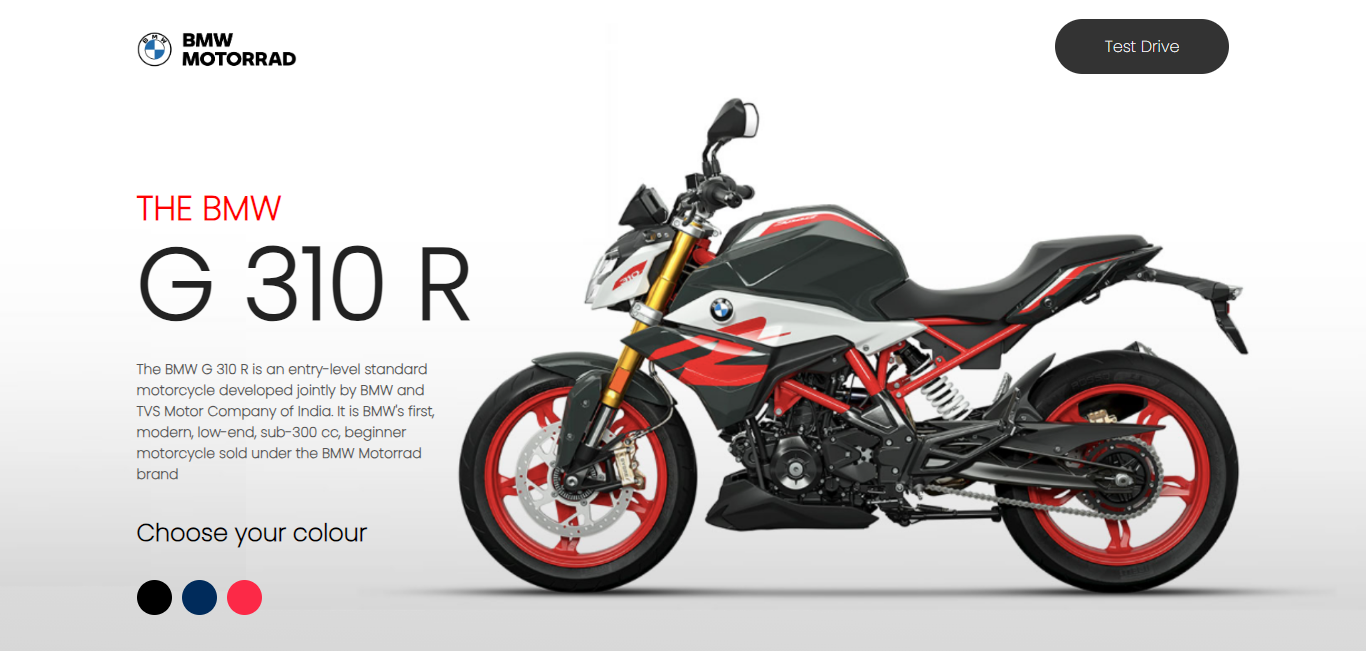 BMW
MOTORRAD
Test Drive
THE BMW
G 310 R
The BMW G 310 R is an entry-level standard
motorcycle developed jointly by BMW and
TVS Motor Company of India. It is BMW's first,
modern, low-end, sub-300 cc, beginner
motorcycle sold under the BMW Motorrad
brand
Choose your colour
310